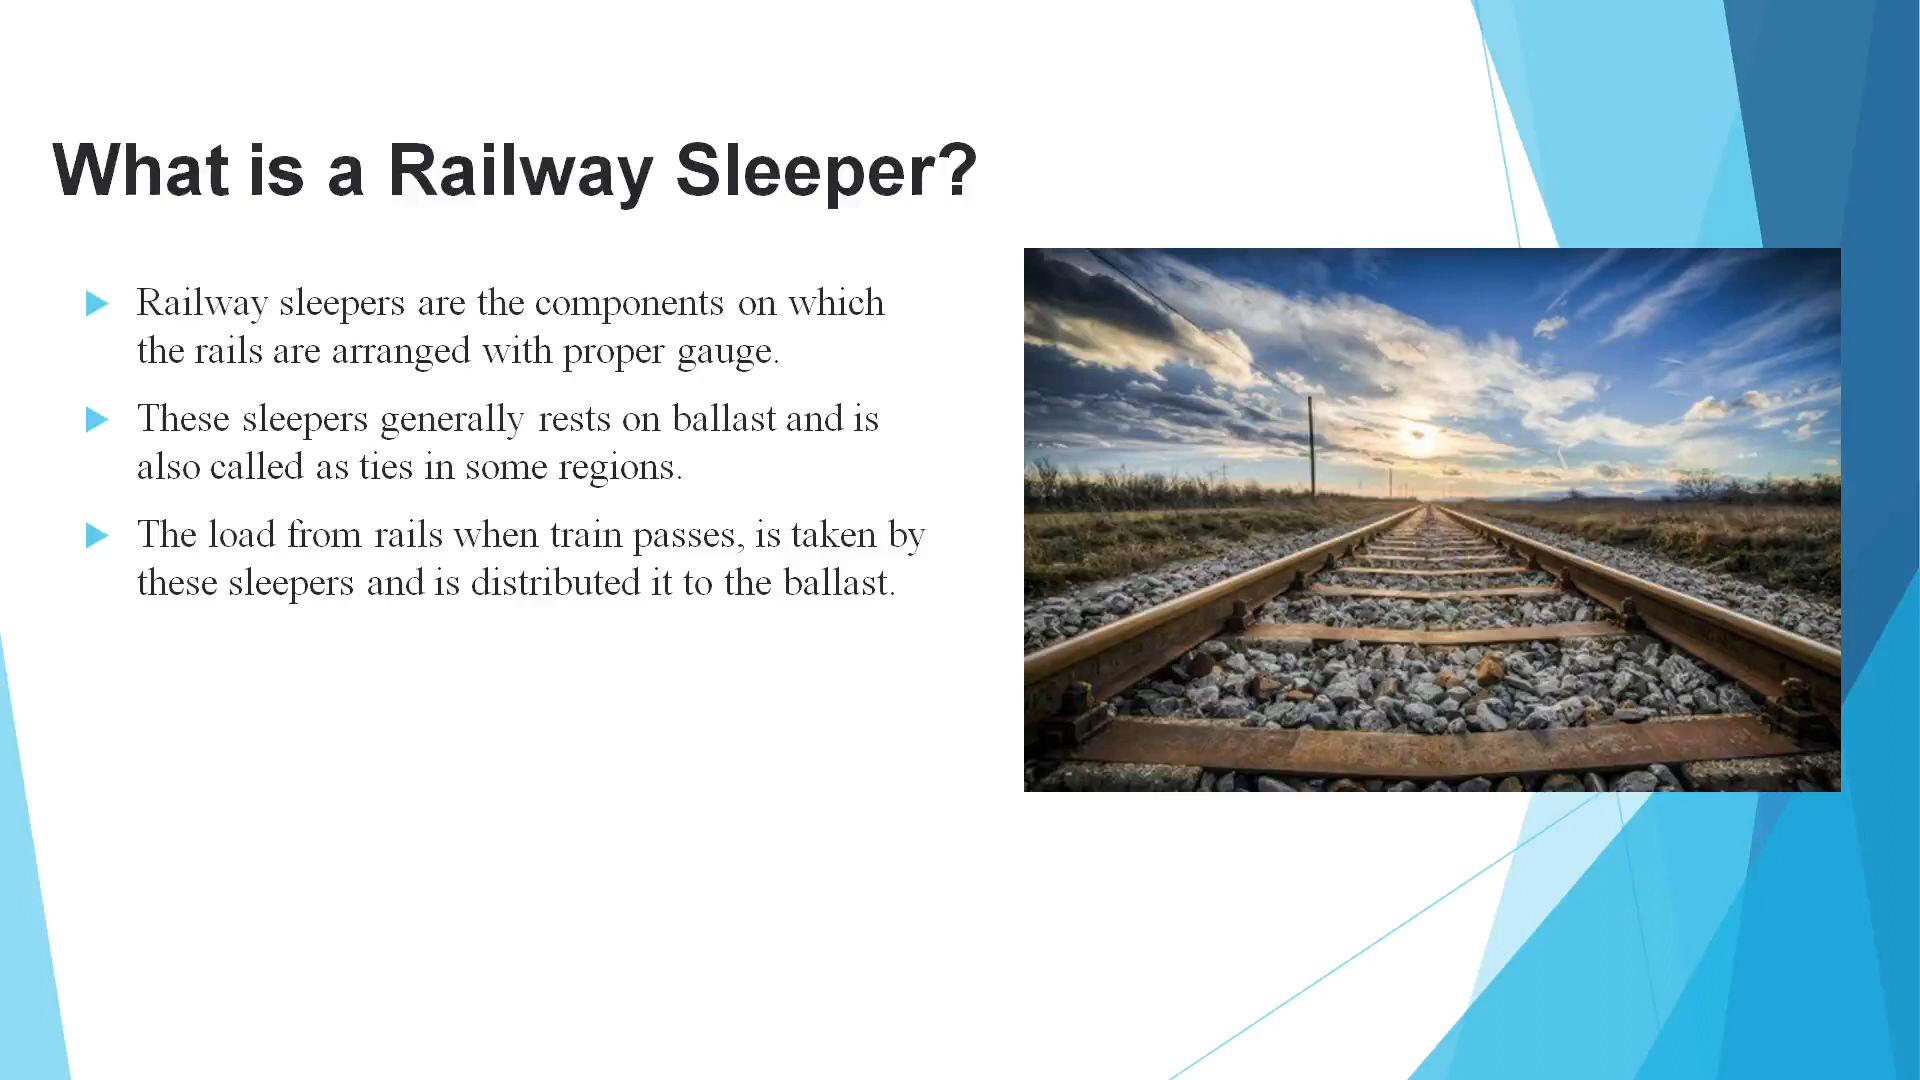 What is a Railway Sleeper?
Railway sleepers are the components on which
the rails are arranged with proper gauge.
These sleepers generally rests on ballast and is
also called as ties in some regions.
The load from rails when train passes, is taken by
these sleepers and is distributed it to the ballast.